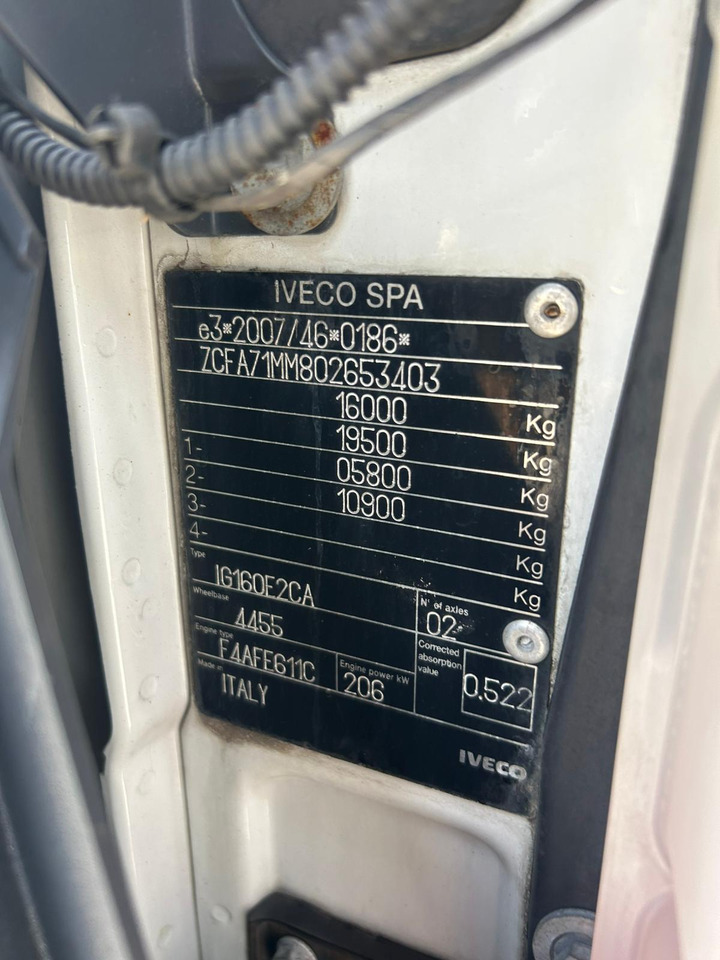 IVECO SPA
e3*2007/46*0186*
ZCFA71MM802653403
16000 Kg
19500 Kg
1- 05800 Kg
2- 10900 Kg
3- Kg
4- Kg
Type IG160E2CA
Wheelbase 4455
N° of axles 02
Engine type F4AFE611C
Engine power kW 206
Corrected absorption value 0.522
Made in ITALY
IVECO